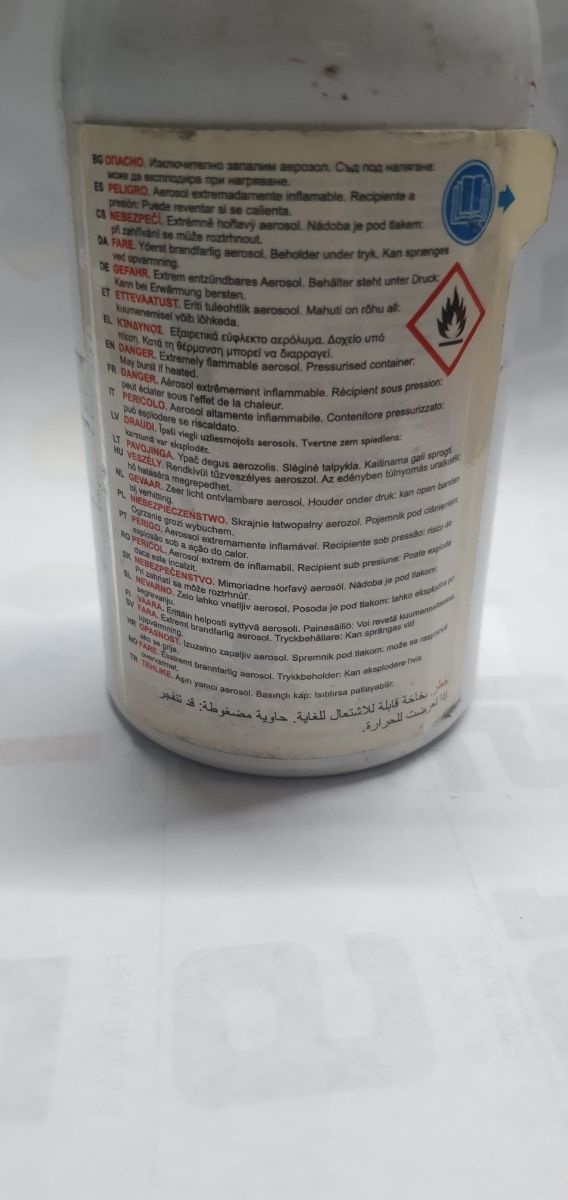 BG ОПАСНО. Изключително запалим аерозол. Съд под налягане:
може да експлодира при нагряване.
ES PELIGRO. Aerosol extremadamente inflamable. Recipiente a
presión: Puede reventar si se calienta.
CS NEBEZPEČÍ. Extrémně hořlavý aerosol. Nádoba je pod tlakem:
při zahřívání se může roztrhnout.
DA FARE. Yderst brandfarlig aerosol. Beholder under tryk. Kan sprænges
ved opvarmning.
DE GEFAHR. Extrem entzündbares Aerosol. Behälter steht unter Druck:
Kann bei Erwärmung bersten.
ET ETTEVAATUST. Eriti tuleohtlik aerosool. Mahuti on rõhu all:
kuumenemisel võib lõhkeda.
EL ΚΊΝΔΥΝΟΣ. Εξαιρετικά εύφλεκτο αερόλυμα. Δοχείο υπό
πίεση. Κατά τη θέρμανση μπορεί να διαρραγεί.
EN DANGER. Extremely flammable aerosol. Pressurised container:
May burst if heated.
FR DANGER. Aérosol extrêmement inflammable. Récipient sous pression:
peut éclater sous l'effet de la chaleur.
IT PERICOLO. Aerosol altamente infiammabile. Contenitore pressurizzato:
può esplodere se riscaldato.
LV DRAUDI. Īpaši viegli uzliesmojošs aerosols. Tvertne zem spiediena:
karstumā var eksplodēt.
LT PAVOJINGA. Ypač degus aerozolis. Slėginė talpykla. Kaitinama gali sprogti.
HU VESZÉLY. Rendkívül tűzveszélyes aeroszol. Az edényben túlnyomás uralkodik:
hő hatására megrepedhet.
NL GEVAAR. Zeer licht ontvlambare aerosol. Houder onder druk: kan open barsten
bij verhitting.
PL NIEBEZPIECZEŃSTWO. Skrajnie łatwopalny aerozol. Pojemnik pod ciśnieniem:
Ogrzanie grozi wybuchem.
PT PERIGO. Aerossol extremamente inflamável. Recipiente sob pressão: risco de
explosão sob a ação do calor.
RO PERICOL. Aerosol extrem de inflamabil. Recipient sub presiune: Poate exploda
daca este incalzit.
SK NEBEZPEČENSTVO. Mimoriadne horľavý aerosól. Nádoba je pod tlakom:
Pri zahriatí sa môže roztrhnúť.
SL NEVARNO. Zelo lahko vnetljiv aerosol. Posoda je pod tlakom: lahko eksplodira pri
segrevanju.
FI VAARA. Erittäin helposti syttyvä aerosoli. Painesäiliö: Voi revetä kuumennettaessa.
SV FARA. Extremt brandfarlig aerosol. Tryckbehållare: Kan sprängas vid
uppvärmning.
HR OPASNOST. Izuzetno zapaljiv aerosol. Spremnik pod tlakom: može se rasprsnuti
ako se grije.
NO FARE. Ekstremt brannfarlig aerosol. Trykkbeholder: Kan eksplodere hvis
overvarmet.
TR TEHLIKE. Aşırı yanıcı aerosol. Basınçlı kap: Isıtılırsa patlayabilir.
خطر. بخاخة قابلة للاشتعال للغاية. حاوية مضغوطة: قد تنفجر
إذا تعرضت للحرارة.